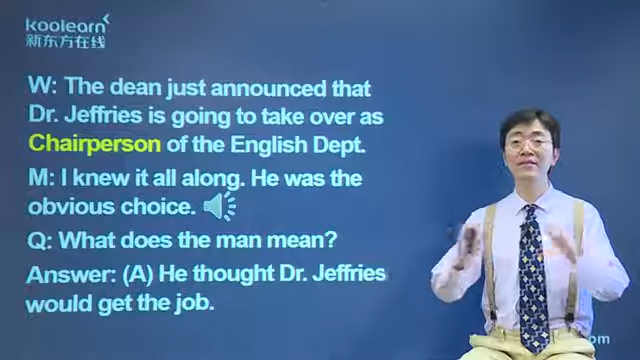 koolearn
新东方在线
W: The dean just announced that
Dr. Jeffries is going to take over as
Chairperson of the English Dept.
M: I knew it all along. He was the
obvious choice.
Q: What does the man mean?
Answer: (A) He thought Dr. Jeffries
would get the job.
om